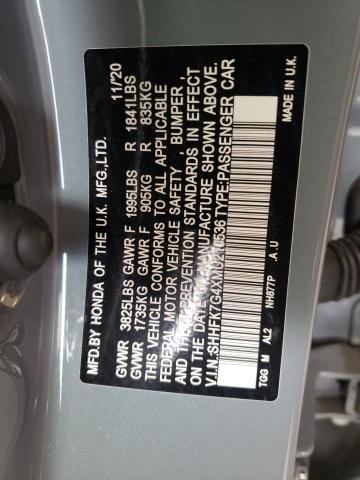 MFD.BY HONDA OF THE U.K. MFG.,LTD. 11/'20
GVWR 3825LBS GAWR F 1995LBS R 1841LBS
GVWR 1735KG GAWR F 905KG R 835KG
THIS VEHICLE CONFORMS TO ALL APPLICABLE
FEDERAL MOTOR VEHICLE SAFETY, BUMPER,
AND THEFT PREVENTION STANDARDS IN EFFECT
ON THE DATE OF MANUFACTURE SHOWN ABOVE.
V.I.N. TYPE:PASSENGER CAR
NH877P A.U MADE IN U.K.
TGG M AL2